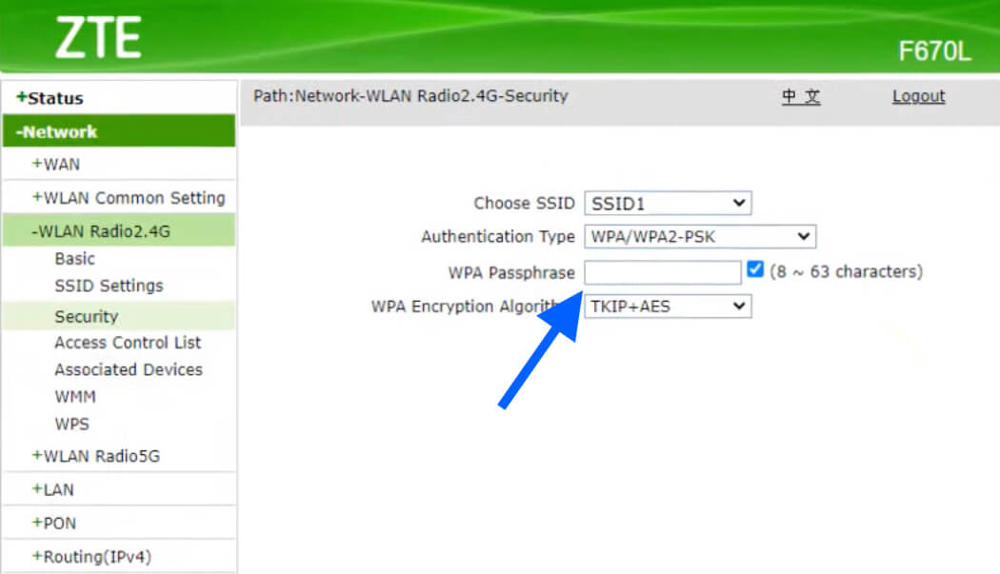 ZTE
F670L
+Status
Path:Network-WLAN Radio2.4G-Security
中 文
Logout
-Network
+WAN
+WLAN Common Setting
-WLAN Radio2.4G
Basic
SSID Settings
Security
Access Control List
Associated Devices
WMM
WPS
+WLAN Radio5G
+LAN
+PON
+Routing(IPv4)
Choose SSID SSID1
Authentication Type WPA/WPA2-PSK
WPA Passphrase (8 ~ 63 characters)
WPA Encryption TKIP+AES